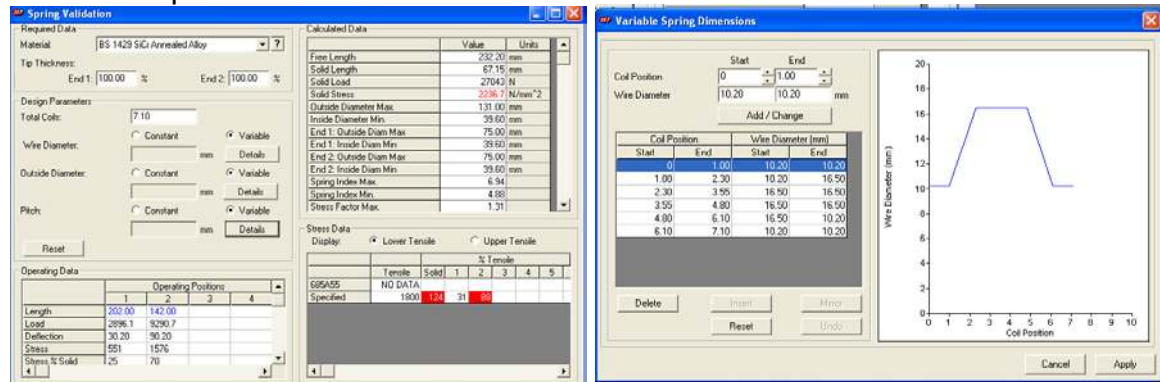 Spring Validation
Required Data
Material: BS 1429 SiCr Annealed Alloy ?
Tip Thickness:
End 1: 100.00 % End 2: 100.00 %
Design Parameters
Total Coils: 7.10
Constant Variable
Wire Diameter: mm Details
Constant Variable
Outside Diameter: mm Details
Pitch: Constant Variable
mm Details
Reset
Operating Data
Operating Positions
1 2 3 4
Length 202.00 142.00
Load 2896.1 9290.7
Deflection 30.20 90.20
Stress 551 1576
Stress % Solid 25 70
Calculated Data
Value Units
Free Length 232.20 mm
Solid Length 67.15 mm
Solid Load 27043 N
Solid Stress 2236.7 N/mm^2
Outside Diameter Max. 131.00 mm
Inside Diameter Min. 39.60 mm
End 1: Outside Diam Max 75.00 mm
End 1: Inside Diam Min 39.60 mm
End 2: Outside Diam Max 75.00 mm
End 2: Inside Diam Min 39.60 mm
Spring Index Max. 6.94
Spring Index Min. 4.88
Stress Factor Max. 1.31
Stress Data
Display: Lower Tensile Upper Tensile
% Tensile
Tensile Solid 1 2 3 4 5
685A55 NO DATA
Specified 1800 124 31 88
Variable Spring Dimensions
Start End
Coil Position 0 1.00
Wire Diameter 10.20 10.20 mm
Add / Change
Coil Position Wire Diameter (mm)
Start End Start End
0 1.00 10.20 10.20
1.00 2.30 10.20 16.50
2.30 3.55 16.50 16.50
3.55 4.80 16.50 16.50
4.80 6.10 16.50 10.20
6.10 7.10 10.20 10.20
Delete Insert Mirror
Reset Undo
Wire Diameter (mm)
20
18
16
14
12
10
8
6
4
2
0
0 1 2 3 4 5 6 7 8 9 10
Coil Position
Cancel Apply